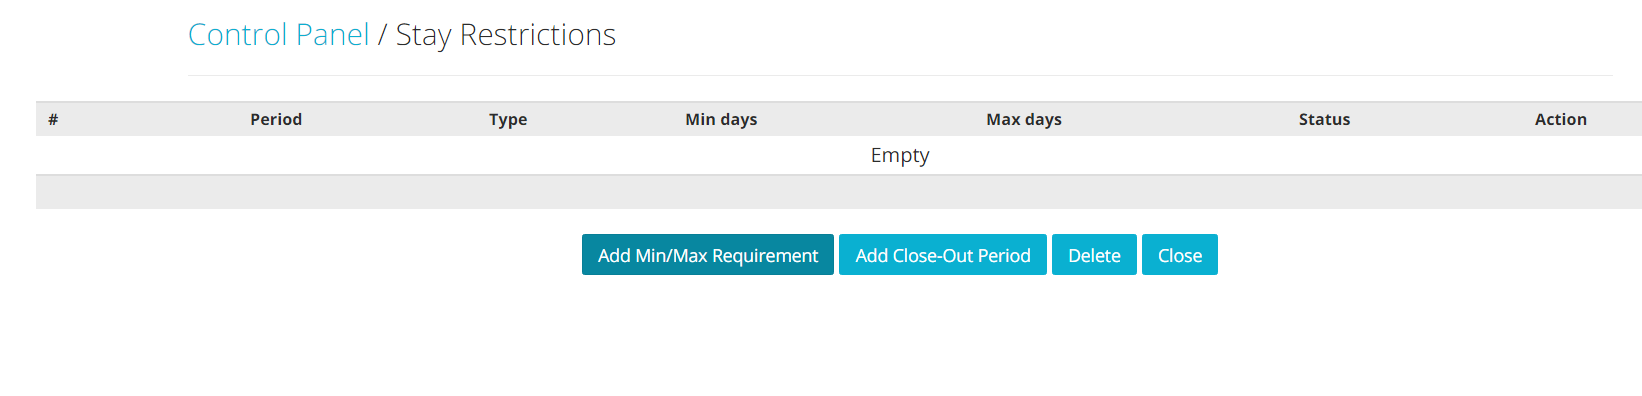 Control Panel / Stay Restrictions
# Period Type Min days Max days Status Action
Empty
Add Min/Max Requirement Add Close-Out Period Delete Close